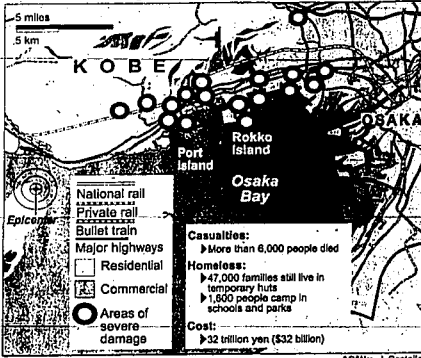 5 miles
5 km
KOBE
OSAKA
Port
Island
Rokko
Island
Osaka
Bay
Epicenter
National rail
Private rail
Bullet train
Major highways
Residential
Commercial
Areas of
severe
damage
Casualties:
More than 6,000 people died
Homeless:
47,000 families still live in
temporary huts
1,600 people camp in
schools and parks
Cost:
32 trillion yen ($32 billion)